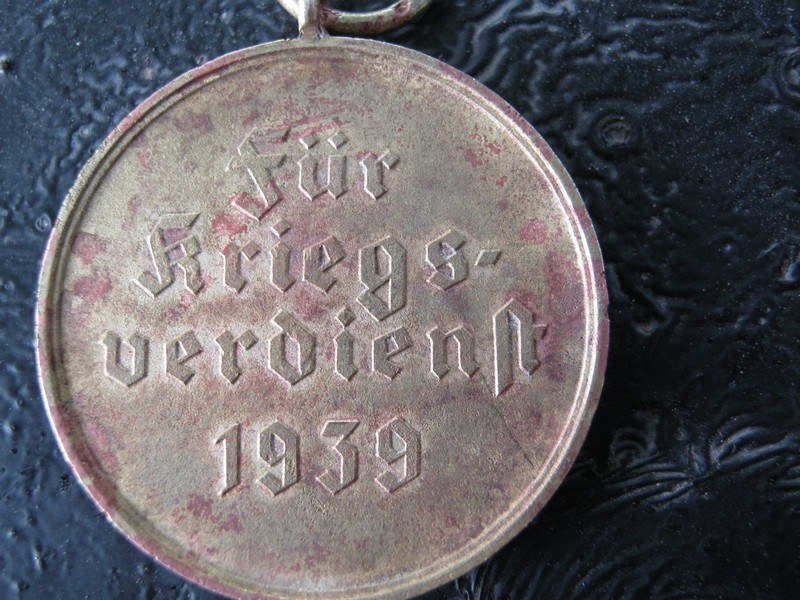 Für
Kriegs-
verdienst
1939